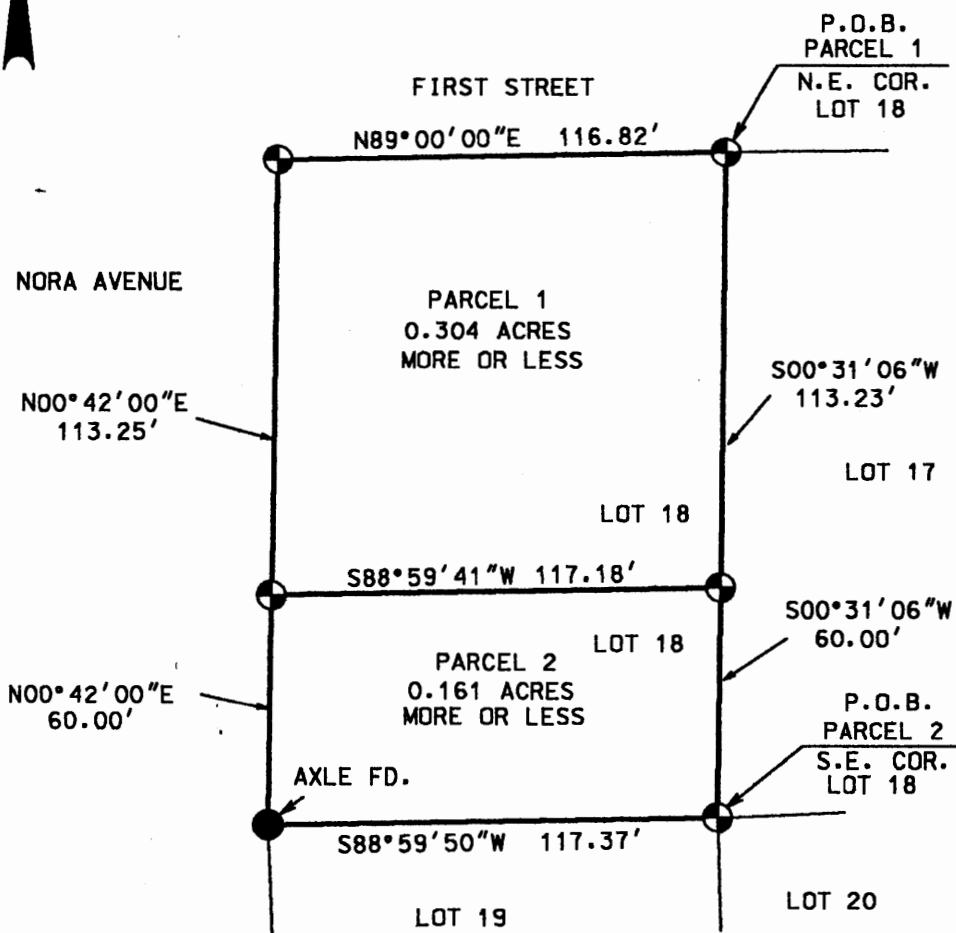 P.O.B.
PARCEL 1
N.E. COR.
LOT 18
FIRST STREET
N89°00'00"E 116.82'
NORA AVENUE
PARCEL 1
0.304 ACRES
MORE OR LESS
N00°42'00"E
113.25'
S00°31'06"W
113.23'
LOT 17
LOT 18
S88°59'41"W 117.18'
S00°31'06"W
60.00'
LOT 18
PARCEL 2
0.161 ACRES
MORE OR LESS
N00°42'00"E
60.00'
P.O.B.
PARCEL 2
S.E. COR.
LOT 18
AXLE FD.
S88°59'50"W 117.37'
LOT 19
LOT 20